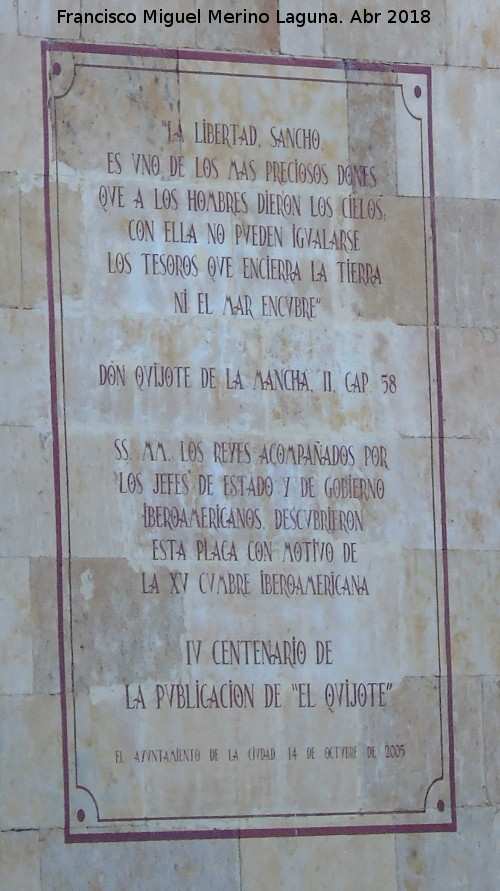 Francisco Miguel Merino Laguna. Abr 2018
"LA LIBERTAD, SANCHO,
ES VNO DE LOS MAS PRECIOSOS DONES
QVE A LOS HOMBRES DIERON LOS CIELOS;
CON ELLA NO PVEDEN IGVALARSE
LOS TESOROS QVE ENCIERRA LA TIERRA
NI EL MAR ENCVBRE"
DON QVIJOTE DE LA MANCHA, II, CAP. 58
SS. MM. LOS REYES ACOMPAÑADOS POR
LOS JEFES DE ESTADO Y DE GOBIERNO
IBEROAMERICANOS, DESCVBRIERON
ESTA PLACA CON MOTIVO DE
LA XV CVMBRE IBEROAMERICANA
IV CENTENARIO DE
LA PVBLICACION DE "EL QVIJOTE"
EL AYVNTAMIENTO DE LA CIVDAD, 14 DE OCTVBRE DE 2005